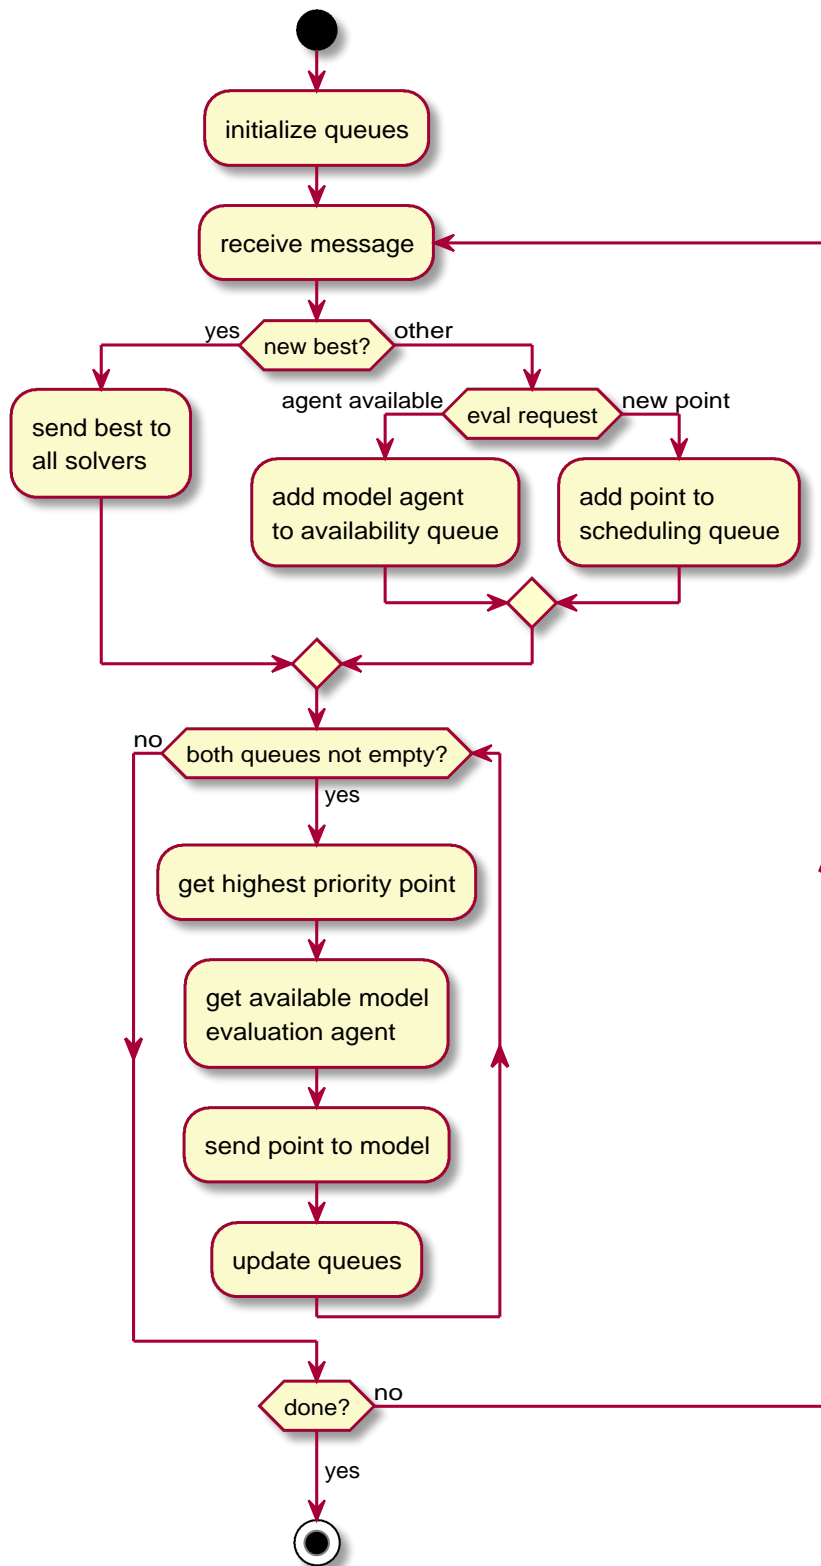 initialize queues
receive message
yes
new best?
other
send best to
all solvers
agent available
eval request
new point
add model agent
to availability queue
add point to
scheduling queue
no
both queues not empty?
yes
get highest priority point
get available model
evaluation agent
send point to model
update queues
done?
no
yes